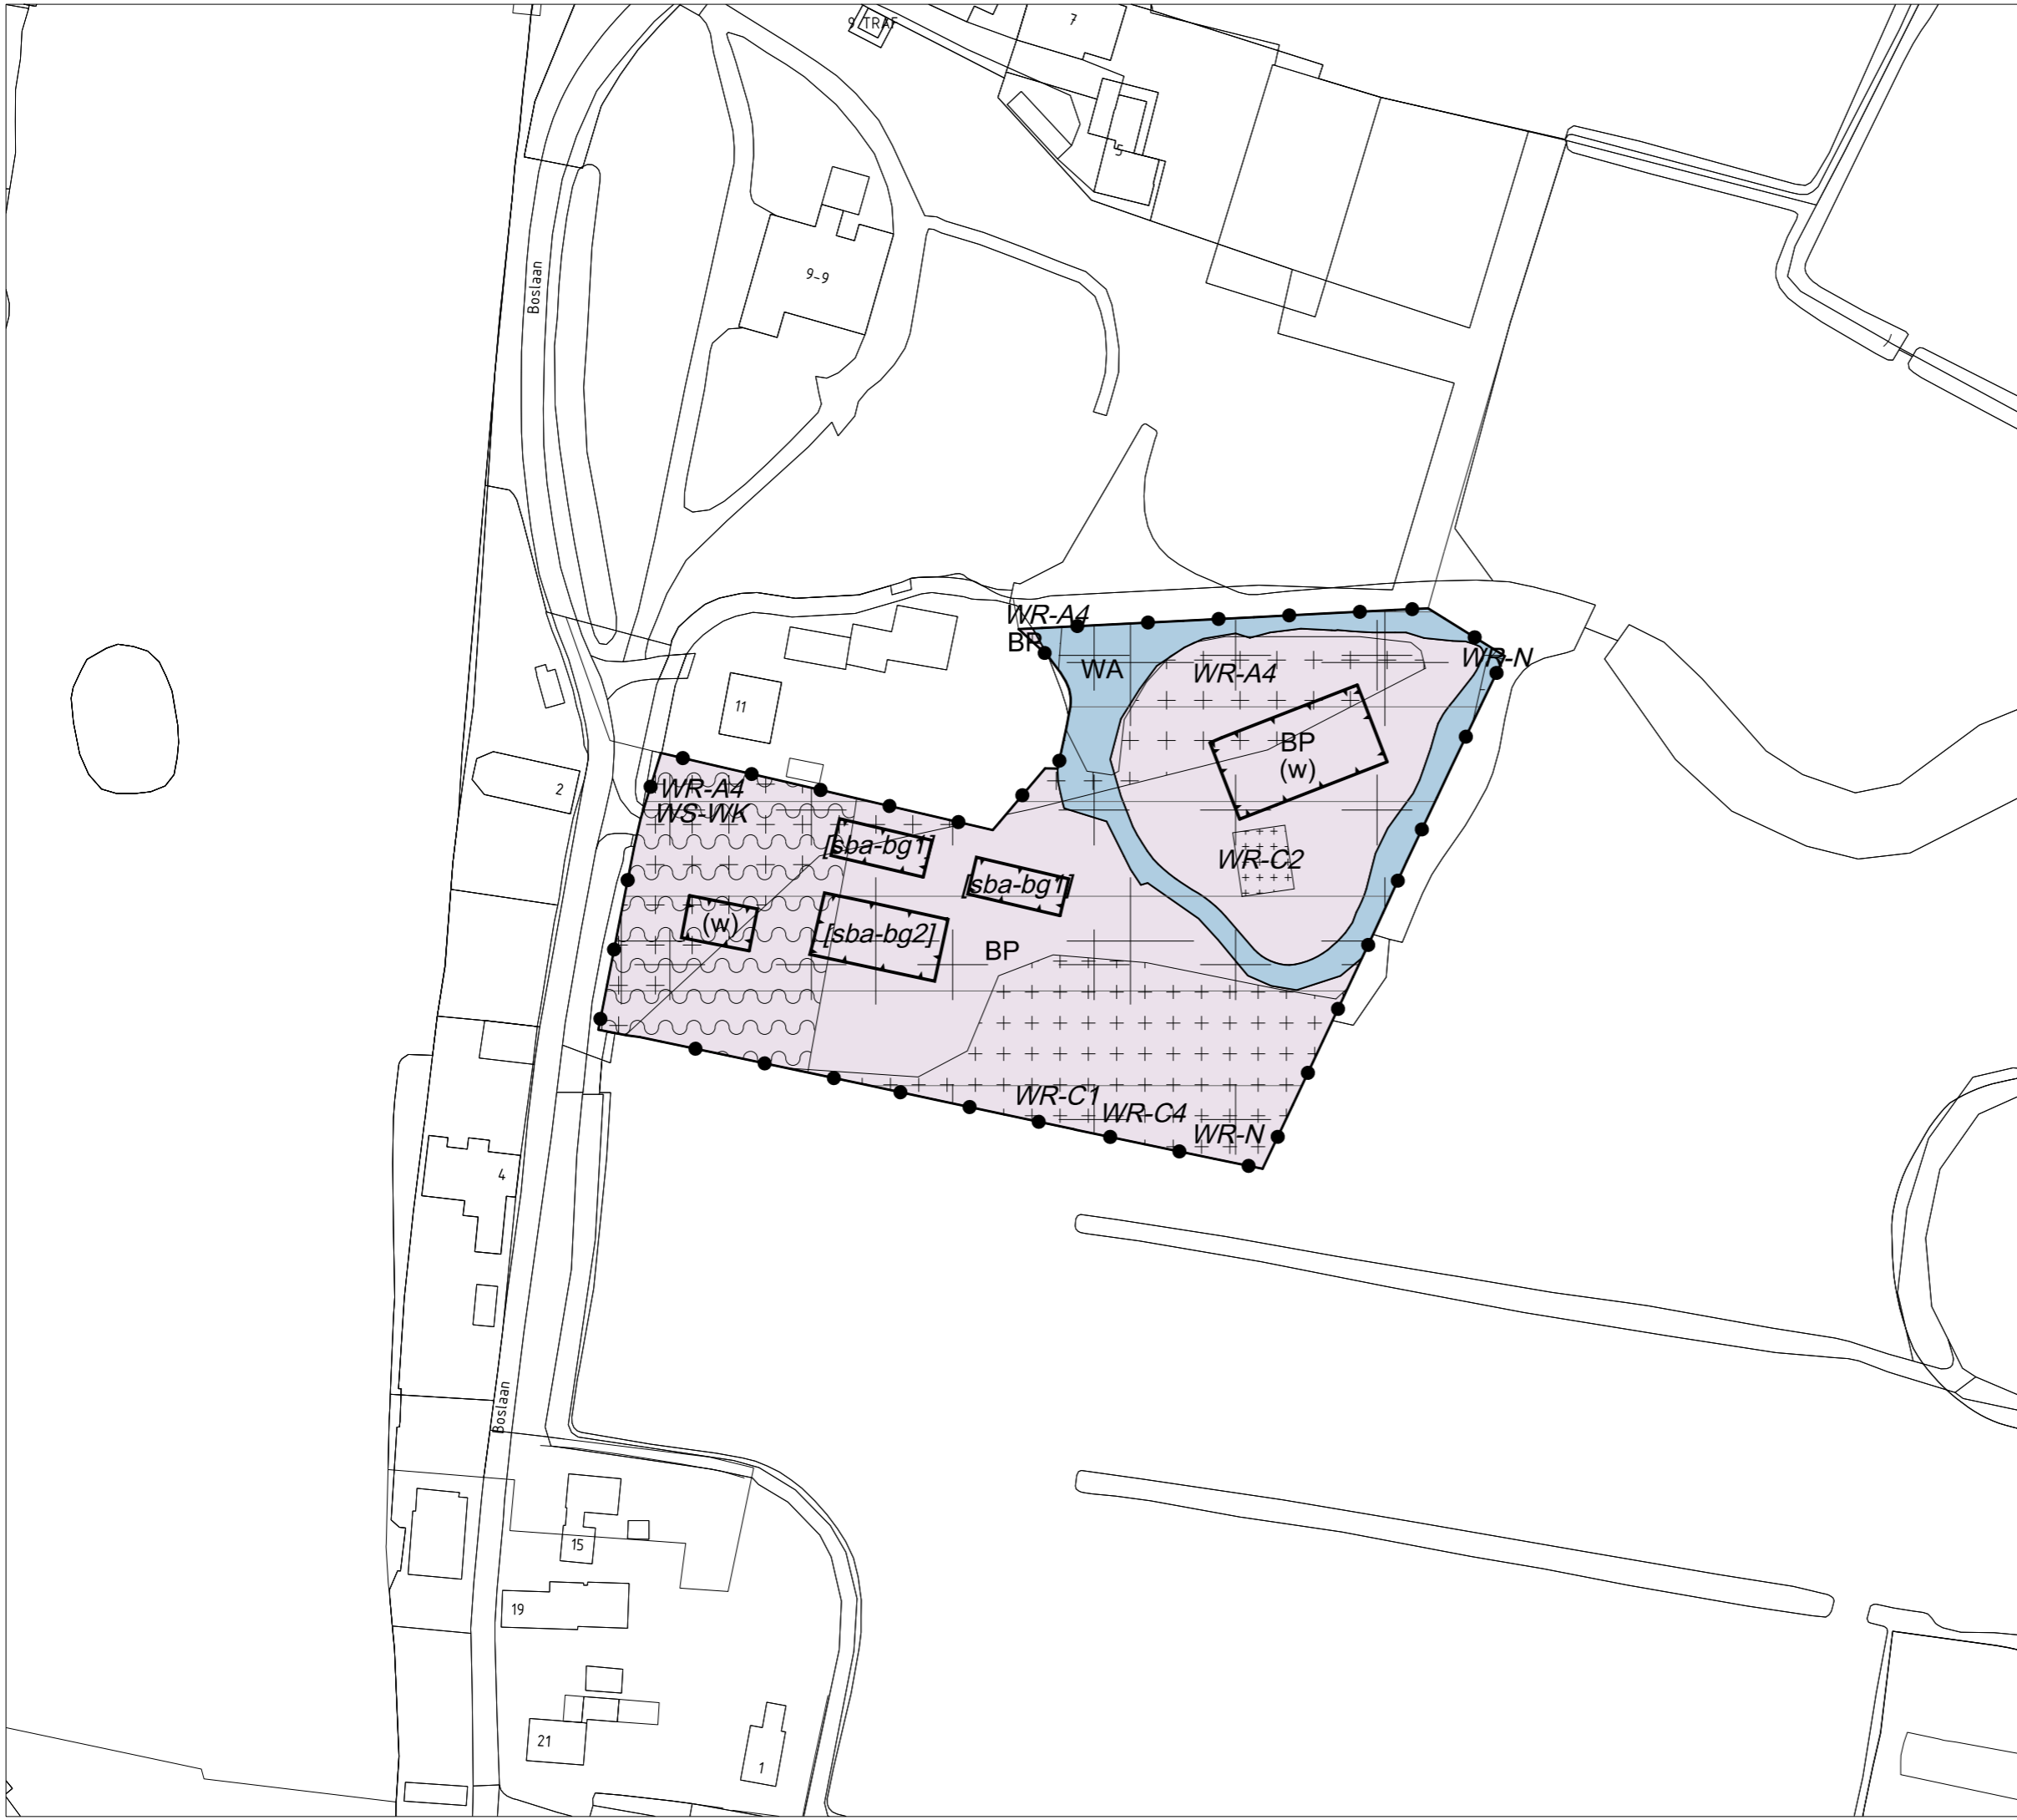 9 TRAF
7
5
Boslaan
9-9
WR-A4
BP
WA
WR-N
WR-A4
11
BP
(w)
2
WR-A4
WS-WK
[sba-bg1]
WR-C2
[sba-bg1]
(w)
[sba-bg2]
BP
WR-C1
WR-C4
WR-N
4
Boslaan
15
19
21
1